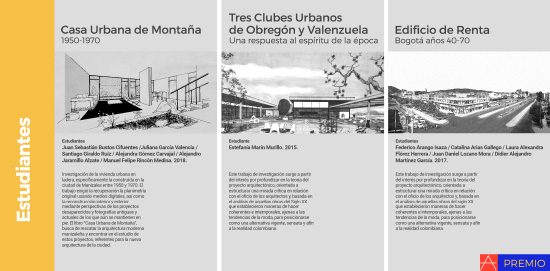 Estudiantes
Casa Urbana de Montaña
1950-1970
Estudiantes
Juan Sebastián Bustos Cifuentes /Juliana García Valencia /
Santiago Giraldo Ruiz / Alejandra Gómez Carvajal / Alejandro
Jaramillo Alzate / Manuel Felipe Rincón Medina. 2018.
Investigación de la vivienda urbana en
ladera, específicamente la construida en la
ciudad de Manizales entre 1950 y 1970. El
trabajo exigió la recuperación la planimetría
original usando medios digitales, así como
la reconstrucción interior y exterior
mediante perspectivas de los proyectos
desaparecidos y fotografías antiguas y
actuales de los que aún se mantienen en
pie. El libro "Casa Urbana de Montaña",
busca de rescatar la arquitectura moderna
manizaleña y encontrar en el estudio de
estos proyectos, referentes para la nueva
arquitectura de la ciudad.
Tres Clubes Urbanos
de Obregón y Valenzuela
Una respuesta al espíritu de la época
Estudiante
Estefanía Marín Murillo. 2015.
Este trabajo de investigación surge a partir
del interés por profundizar en la teoría del
proyecto arquitectónico, orientada a
estructurar una mirada crítica en relación
con el oficio de los arquitectos y basada en
el análisis de aquellas obras del Siglo XX
que establecieron maneras de hacer
coherentes e intemporales, ajenas a las
tendencias de la moda, para posicionarse
como una alternativa vigente, sensata y afín
a la realidad colombiana.
Edificio de Renta
Bogotá años 40-70
Estudiantes
Federico Arango Isaza / Catalina Arias Gallego / Laura Alexandra
Flórez Herrera / Juan Daniel Lozano Mora / Didier Alejandro
Martínez García. 2017.
Este trabajo de investigación surge a partir
del interés por profundizar en la teoría del
proyecto arquitectónico, orientada a
estructurar una mirada crítica en relación
con el oficio de los arquitectos y basada en
el análisis de aquellas obras del siglo XX
que establecieron maneras de hacer
coherentes e intemporales, ajenas a las
tendencias de la moda, para posicionarse
como una alternativa vigente, sensata y afín
a la realidad colombiana.
PREMIO